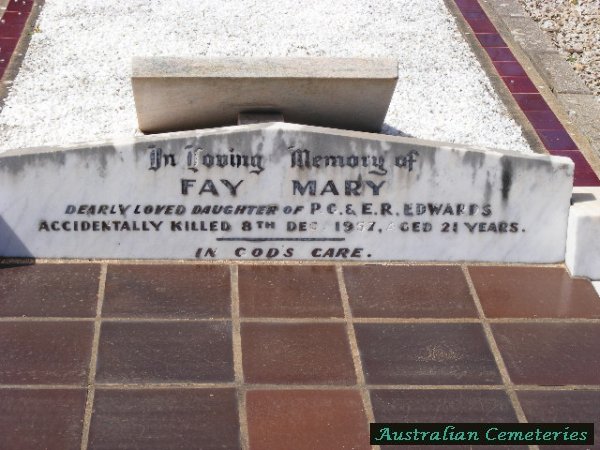 In Loving Memory of
FAY MARY
DEARLY LOVED DAUGHTER OF P.C. & E.R. EDWARDS
ACCIDENTALLY KILLED 8TH DEC. 1957, AGED 21 YEARS.
IN GOD'S CARE.
Australian Cemeteries